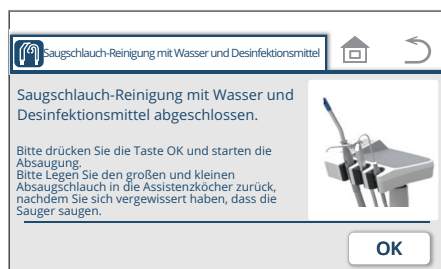 Saugschlauch-Reinigung mit Wasser und Desinfektionsmittel
Saugschlauch-Reinigung mit Wasser und
Desinfektionsmittel abgeschlossen.
Bitte drücken Sie die Taste OK und starten die
Absaugung.
Bitte Legen Sie den großen und kleinen
Absaugschlauch in die Assistenzköcher zurück,
nachdem Sie sich vergewissert haben, dass die
Sauger saugen.
OK